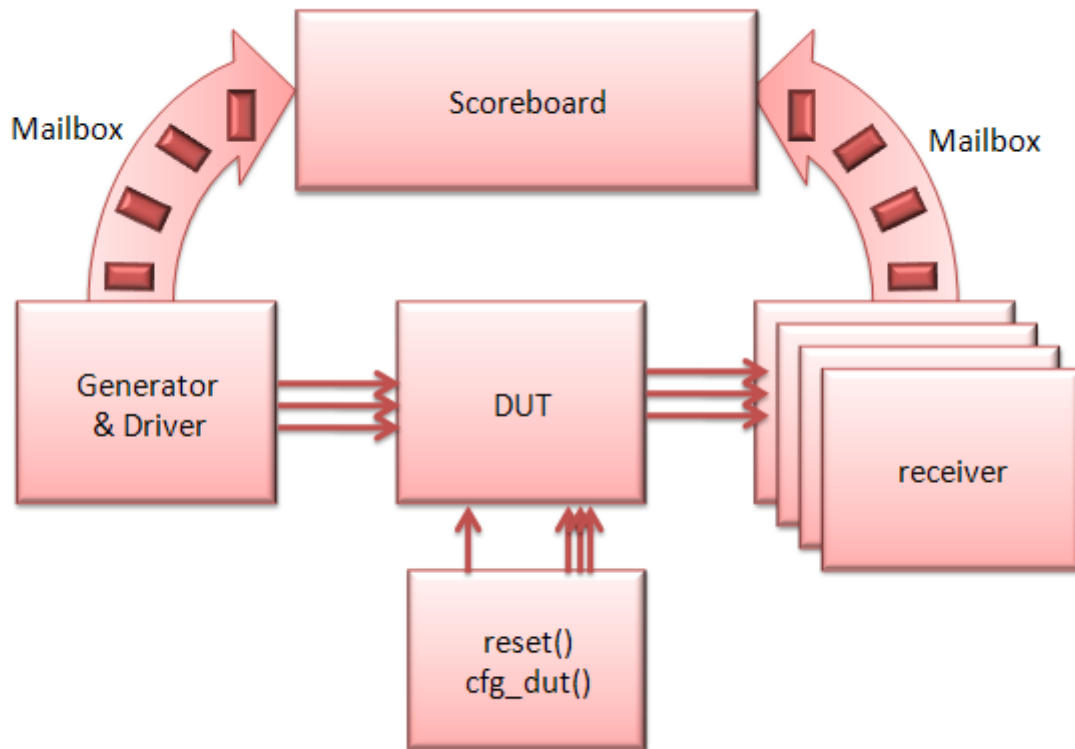 Scoreboard
Mailbox
Mailbox
Generator
& Driver
DUT
receiver
reset()
cfg_dut()